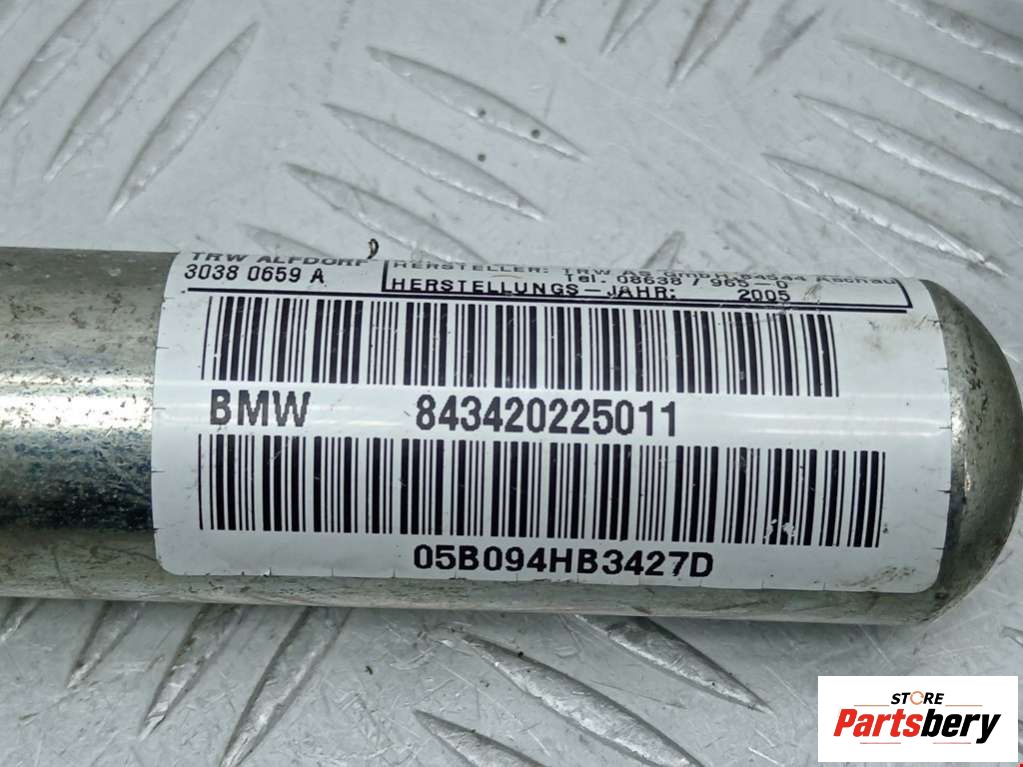 TRW ALFDORF
3038 0659 A
HERSTELLER: TRW AS GmbH 84544 Aschau
Tel. 08638 / 965-0
HERSTELLUNGS-JAHR: 2005
BMW 843420225011
05B094HB3427D
STORE
Partsbery